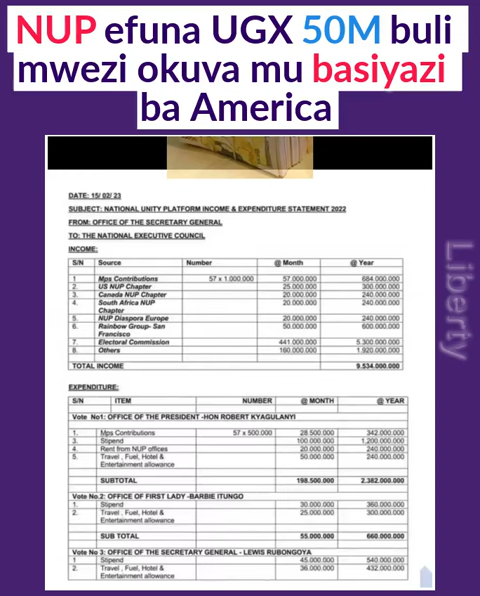 NUP efuna UGX 50M buli
mwezi okuva mu basiyazi
ba America
DATE: 15/ 02/ 23
SUBJECT: NATIONAL UNITY PLATFORM INCOME & EXPENDITURE STATEMENT 2022
FROM: OFFICE OF THE SECRETARY GENERAL
TO: THE NATIONAL EXECUTIVE COUNCIL
INCOME:
S/N Source Number @ Month @ Year
1 Mps Contributions 57 x 1.000.000 57 000.000 684.000.000
2. US NUP Chapter 25.000.000 300.000.000
3. Canada NUP Chapter 20.000.000 240.000.000
4. South Africa NUP 20.000.000 240.000.000
Chapter
5. NUP Diaspora Europe 20.000.000 240.000.000
6. Rainbow Group- San 50.000.000 600.000.000
Francisco
7. Electoral Commission 441 000.000 5.300 000.000
8. Others 160.000.000 1.920.000.000
TOTAL INCOME 9.534.000.000
EXPENDITURE:
S/N ITEM NUMBER @ MONTH @ YEAR
Vote No1: OFFICE OF THE PRESIDENT -HON ROBERT KYAGULANYI
1. Mps Contributions 57 x 500.000 28.500.000 342.000.000
3. Stipend 100.000.000 1,200.000.000
4. Rent from NUP offices 20.000.000 240.000.000
5. Travel , Fuel, Hotel & 50.000.000 240.000.000
Entertainment allowance
SUBTOTAL 198.500.000 2.382.000.000
Vote No.2: OFFICE OF FIRST LADY -BARBIE ITUNGO
1. Stipend 30.000.000 360.000.000
2. Travel , Fuel, Hotel & 25.000.000 300.000.000
Entertainment allowance
SUB TOTAL 55.000.000 660.000.000
Vote No 3: OFFICE OF THE SECRETARY GENERAL - LEWIS RUBONGOYA
1 Stipend 45.000.000 540.000.000
2. Travel , Fuel, Hotel & 36.000.000 432.000.000
Entertainment allowance
Liberty